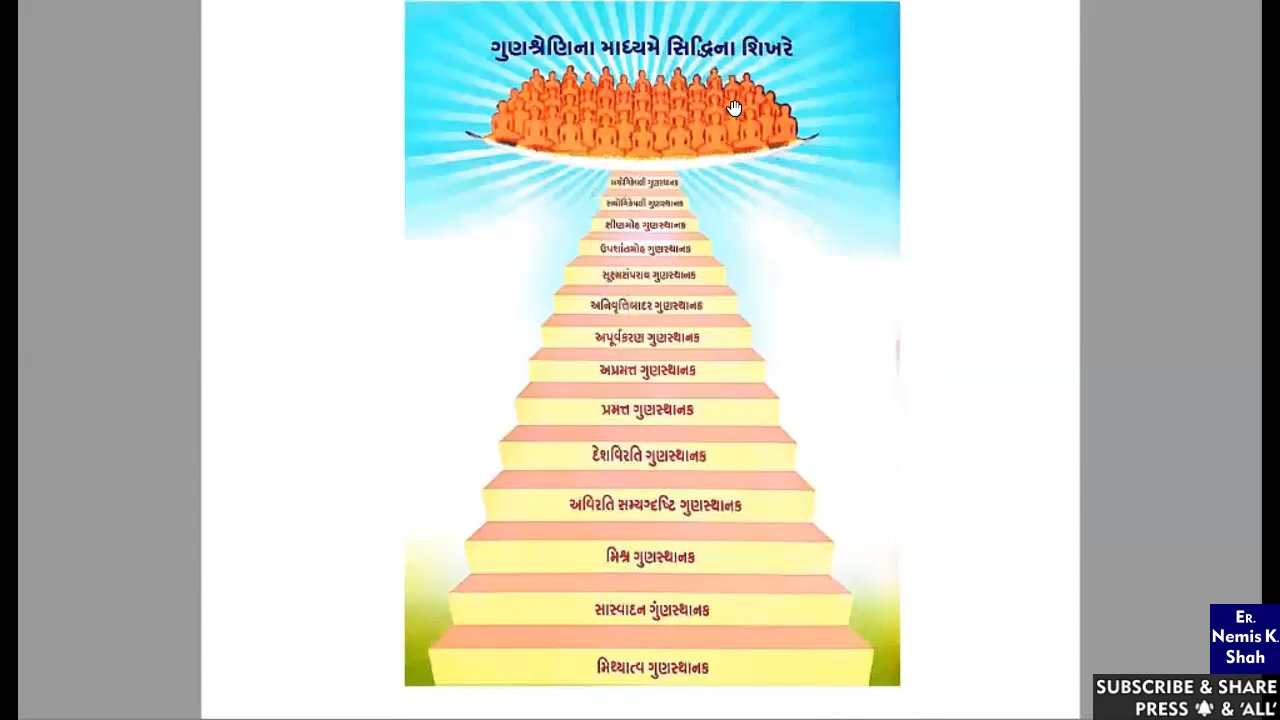 ગુણશ્રેણિના માધ્યમે સિદ્ધિના શિખરે
અયોગિકેવલી ગુણસ્થાનક
સયોગિકેવલી ગુણસ્થાનક
ક્ષીણમોહ ગુણસ્થાનક
ઉપશાંતમોહ ગુણસ્થાનક
સૂક્ષ્મસંપરાય ગુણસ્થાનક
અનિવૃત્તિબાદર ગુણસ્થાનક
અપૂર્વકરણ ગુણસ્થાનક
અપ્રમત્ત ગુણસ્થાનક
પ્રમત્ત ગુણસ્થાનક
દેશવિરતિ ગુણસ્થાનક
અવિરતિ સમ્યગ્દષ્ટિ ગુણસ્થાનક
મિશ્ર ગુણસ્થાનક
સાસ્વાદન ગુંણસ્થાનક
મિથ્યાત્વ ગુણસ્થાનક
ER.
Nemis K.
Shah
SUBSCRIBE & SHARE
PRESS & ‘ALL’